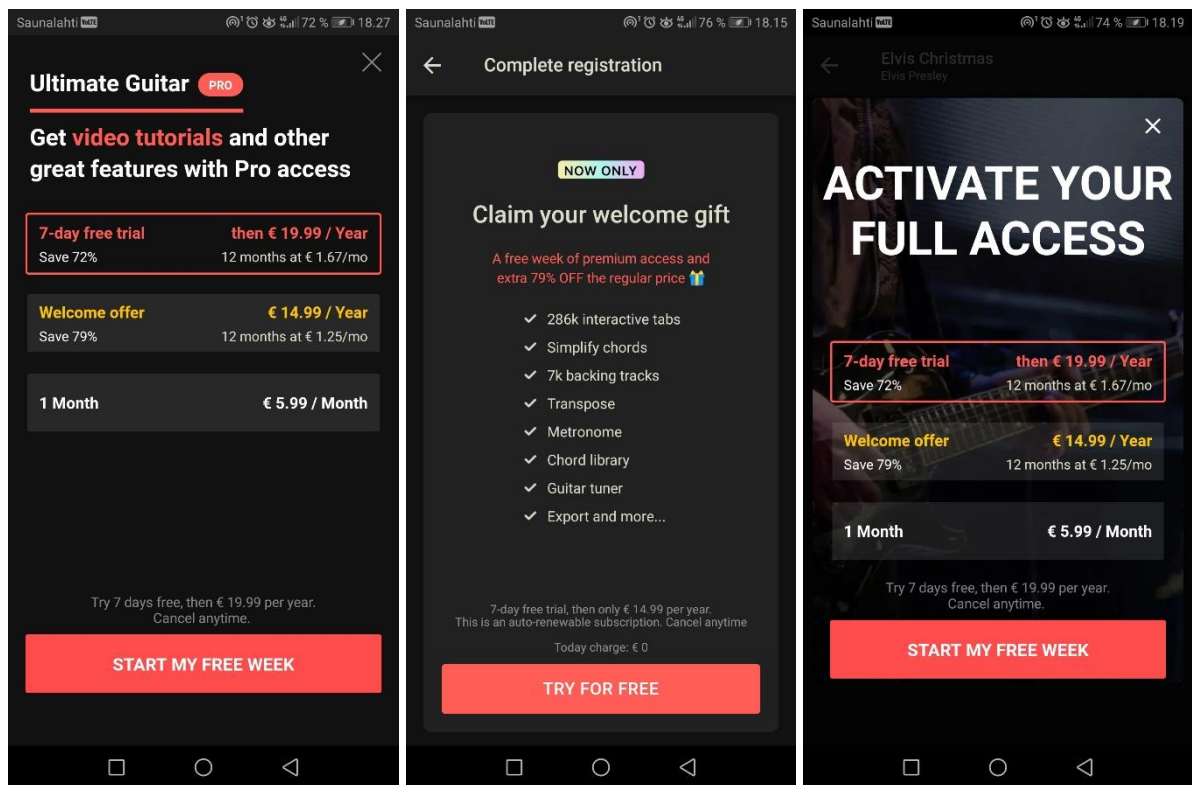 Saunalahti VoLTE 72 % 18.27
Ultimate Guitar PRO
Get video tutorials and other
great features with Pro access
7-day free trial then € 19.99 / Year
Save 72% 12 months at € 1.67/mo
Welcome offer € 14.99 / Year
Save 79% 12 months at € 1.25/mo
1 Month € 5.99 / Month
Try 7 days free, then € 19.99 per year.
Cancel anytime.
START MY FREE WEEK
Saunalahti VoLTE 76 % 18.15
Complete registration
NOW ONLY
Claim your welcome gift
A free week of premium access and
extra 79% OFF the regular price 🎁
✓ 286k interactive tabs
✓ Simplify chords
✓ 7k backing tracks
✓ Transpose
✓ Metronome
✓ Chord library
✓ Guitar tuner
✓ Export and more...
7-day free trial, then only € 14.99 per year.
This is an auto-renewable subscription. Cancel anytime
Today charge: € 0
TRY FOR FREE
Saunalahti VoLTE 74 % 18.19
Elvis Christmas
Elvis Presley
ACTIVATE YOUR
FULL ACCESS
7-day free trial then € 19.99 / Year
Save 72% 12 months at € 1.67/mo
Welcome offer € 14.99 / Year
Save 79% 12 months at € 1.25/mo
1 Month € 5.99 / Month
Try 7 days free, then € 19.99 per year.
Cancel anytime.
START MY FREE WEEK